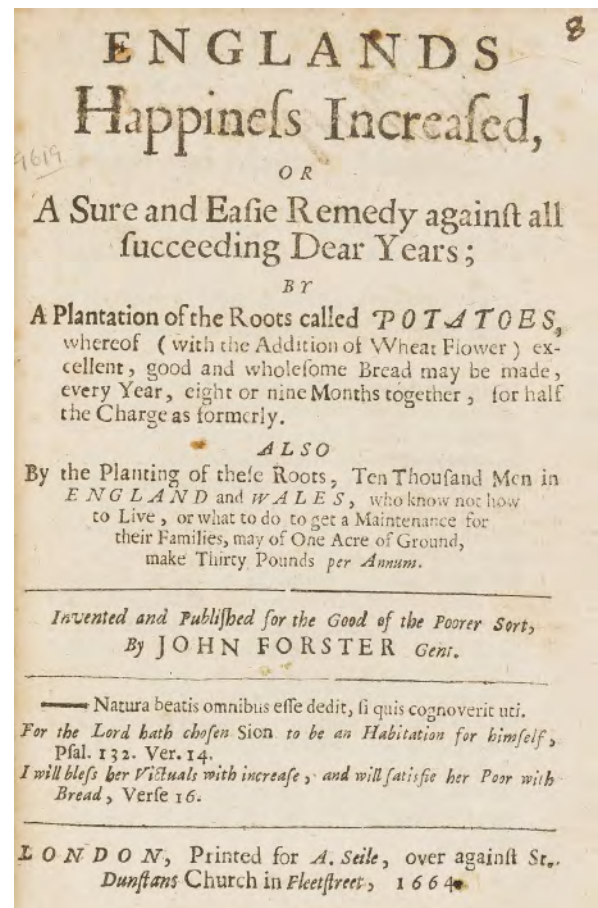 8
ENGLANDS
Happineſs Increaſed,
9619
OR
A Sure and Eaſie Remedy againſt all
ſucceeding Dear Years;
BY
A Plantation of the Roots called POTATOES,
whereof (with the Addition of Wheat Flower) ex-
cellent, good and wholeſome Bread may be made,
every Year, eight or nine Months together, for half
the Charge as formerly.
ALSO
By the Planting of theſe Roots, Ten Thouſand Men in
ENGLAND and WALES, who know not how
to Live, or what to do to get a Maintenance for
their Families, may of One Acre of Ground,
make Thirty Pounds per Annum.
Invented and Publiſhed for the Good of the Poorer Sort,
By JOHN FORSTER Gent.
Natura beatis omnibus eſſe dedit, ſi quis cognoverit uti.
For the Lord hath choſen Sion to be an Habitation for himſelf,
Pſal. 132. Ver. 14.
I will bleſs her Victuals with increaſe, and will ſatisfie her Poor with
Bread, Verſe 16.
LONDON, Printed for A. Seile, over againſt St.
Dunſtans Church in Fleetſtreet, 1664.